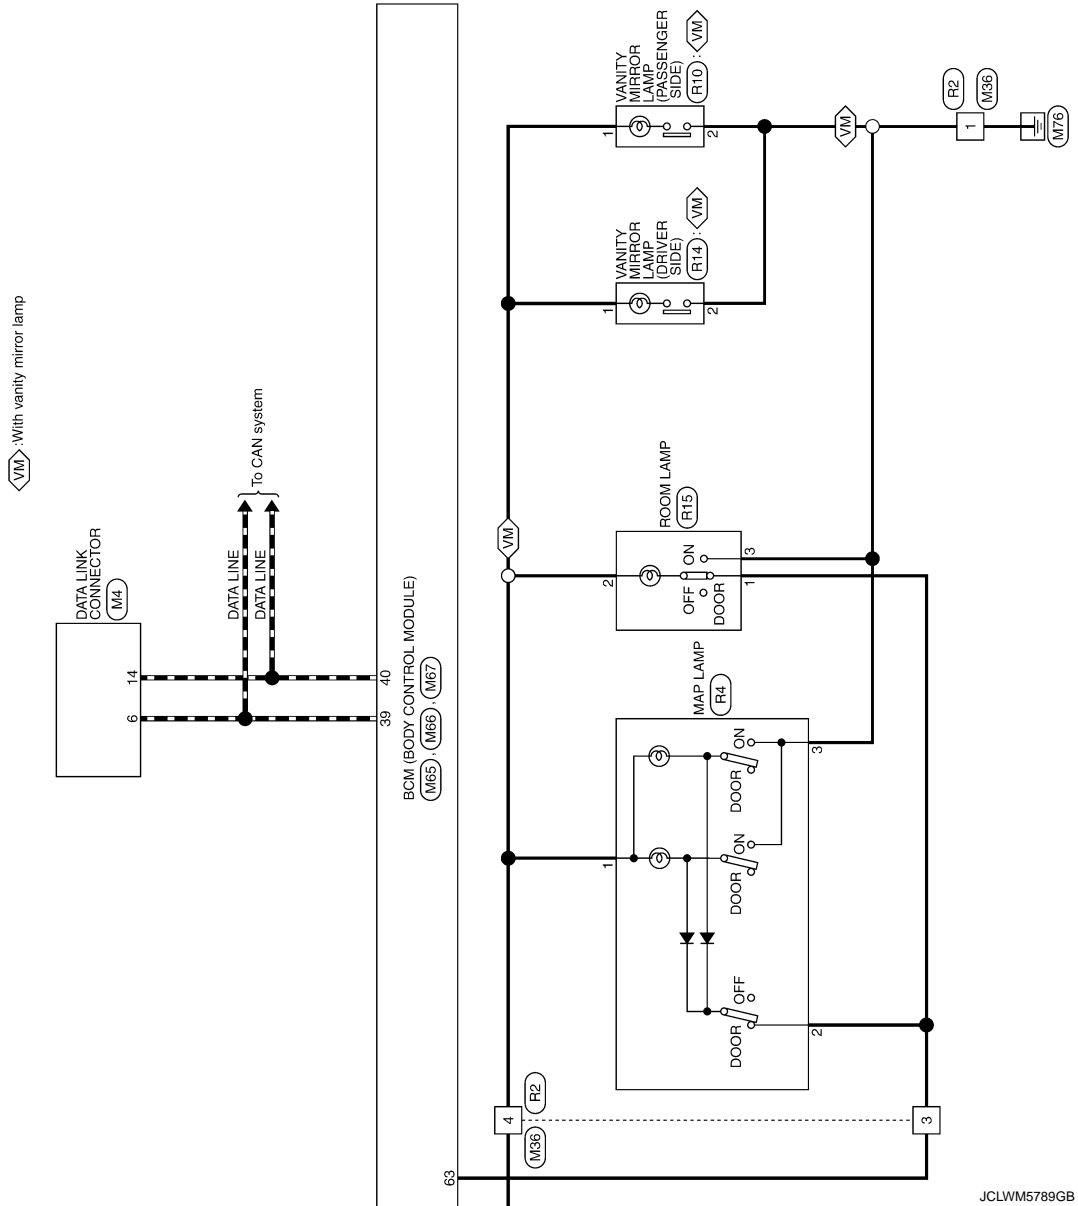 VM :With vanity mirror lamp
DATA LINK
CONNECTOR
M4
6
14
DATA LINE
DATA LINE
To CAN system
39
40
BCM (BODY CONTROL MODULE)
M65 , M66 , M67
63
M36
4
R2
3
MAP LAMP
R4
1
DOOR
OFF
DOOR
ON
DOOR
ON
2
3
VM
ROOM LAMP
R15
2
OFF
ON
DOOR
1
3
VANITY
MIRROR
LAMP
(DRIVER
SIDE)
R14 : VM
1
2
VANITY
MIRROR
LAMP
(PASSENGER
SIDE)
R10 : VM
1
2
VM
R2
1
M36
M76
JCLWM5789GB